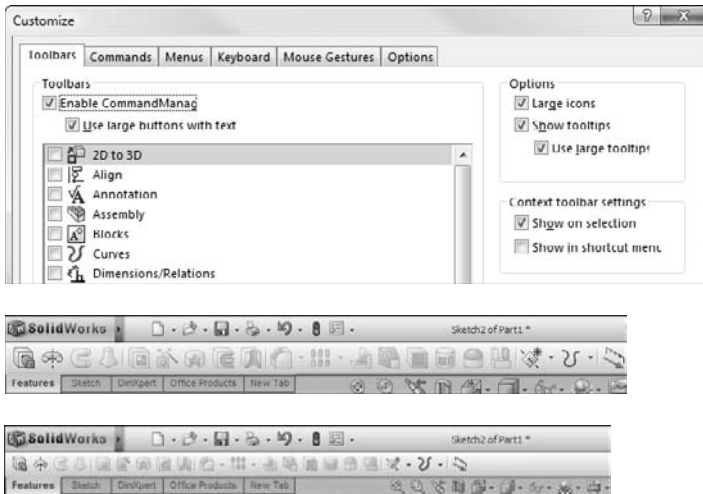 Customize
Toolbars Commands Menus Keyboard Mouse Gestures Options
Toolbars
Enable CommandManag
Use large buttons with text
2D to 3D
Align
Annotation
Assembly
Blocks
Curves
Dimensions/Relations
Options
Large icons
Show tooltips
Use large tooltips
Context toolbar settings
Show on selection
Show in shortcut menu
SolidWorks Sketch2 of Part1 *
Features Sketch DimXpert Office Products New Tab
SolidWorks Sketch2 of Part1 *
Features Sketch DimXpert Office Products New Tab